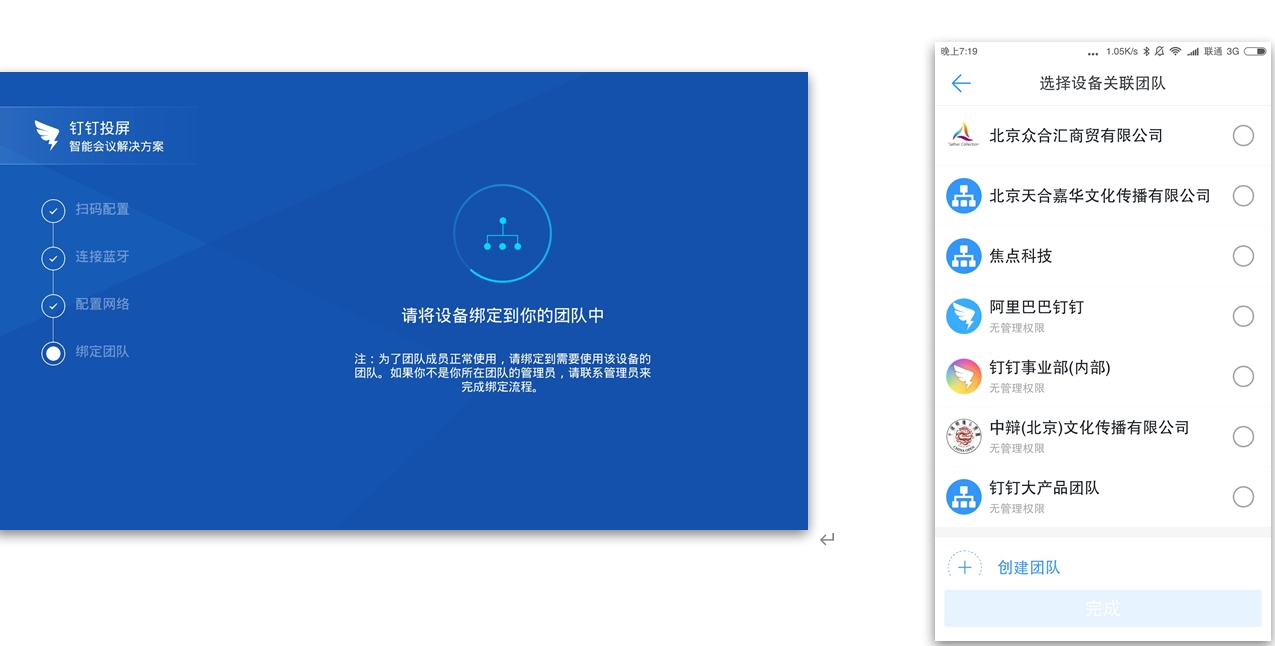 钉钉投屏
智能会议解决方案
扫码配置
连接蓝牙
配置网络
绑定团队
请将设备绑定到你的团队中
注：为了团队成员正常使用，请绑定到需要使用该设备的
团队。如果你不是你所在团队的管理员，请联系管理员来
完成绑定流程。
晚上7:19
... 1.05K/s 联通 3G
选择设备关联团队
北京众合汇商贸有限公司
北京天合嘉华文化传播有限公司
焦点科技
阿里巴巴钉钉
无管理权限
钉钉事业部(内部)
无管理权限
中辩(北京)文化传播有限公司
无管理权限
钉钉大产品团队
无管理权限
创建团队
完成